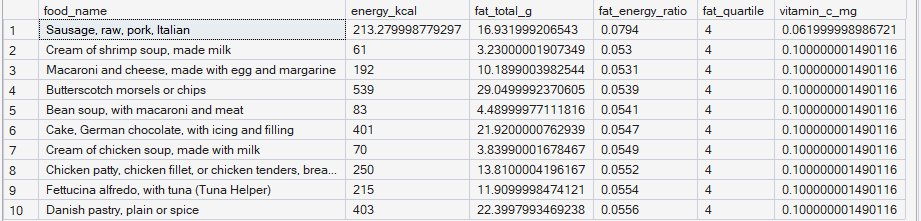 food_name energy_kcal fat_total_g fat_energy_ratio fat_quartile vitamin_c_mg
1 Sausage, raw, pork, Italian 213.279998779297 16.931999206543 0.0794 4 0.061999998986721
2 Cream of shrimp soup, made milk 61 3.23000001907349 0.053 4 0.100000001490116
3 Macaroni and cheese, made with egg and margarine 192 10.1899003982544 0.0531 4 0.100000001490116
4 Butterscotch morsels or chips 539 29.0499992370605 0.0539 4 0.100000001490116
5 Bean soup, with macaroni and meat 83 4.48999977111816 0.0541 4 0.100000001490116
6 Cake, German chocolate, with icing and filling 401 21.9200000762939 0.0547 4 0.100000001490116
7 Cream of chicken soup, made with milk 70 3.83990001678467 0.0549 4 0.100000001490116
8 Chicken patty, chicken fillet, or chicken tenders, brea... 250 13.8100004196167 0.0552 4 0.100000001490116
9 Fettucina alfredo, with tuna (Tuna Helper) 215 11.9099998474121 0.0554 4 0.100000001490116
10 Danish pastry, plain or spice 403 22.3997993469238 0.0556 4 0.100000001490116